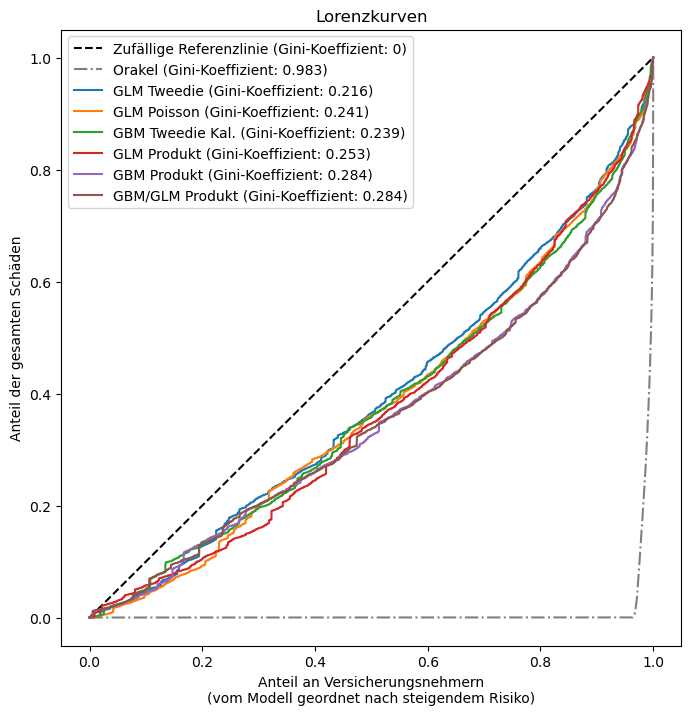 Lorenzkurven
Zufällige Referenzlinie (Gini-Koeffizient: 0)
Orakel (Gini-Koeffizient: 0.983)
GLM Tweedie (Gini-Koeffizient: 0.216)
GLM Poisson (Gini-Koeffizient: 0.241)
GBM Tweedie Kal. (Gini-Koeffizient: 0.239)
GLM Produkt (Gini-Koeffizient: 0.253)
GBM Produkt (Gini-Koeffizient: 0.284)
GBM/GLM Produkt (Gini-Koeffizient: 0.284)
Anteil der gesamten Schäden
1.0
0.8
0.6
0.4
0.2
0.0
0.0 0.2 0.4 0.6 0.8 1.0
Anteil an Versicherungsnehmern
(vom Modell geordnet nach steigendem Risiko)